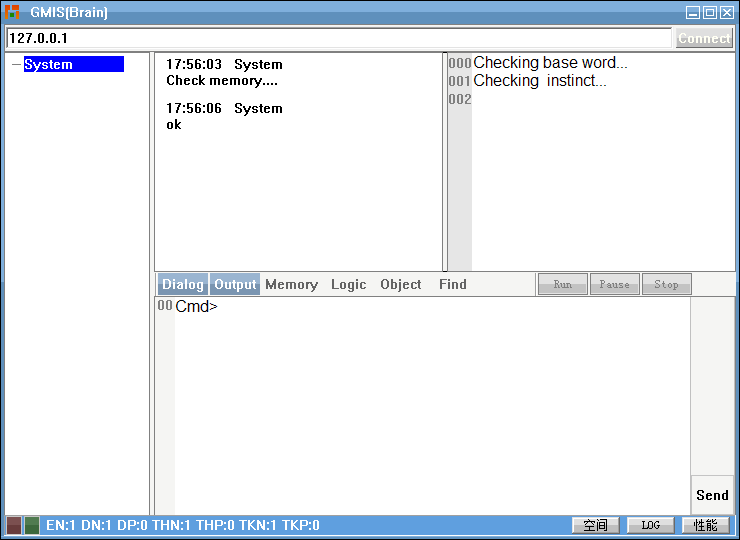 GMIS(Brain)
127.0.0.1
Connect
System
17:56:03 System
Check memory....
17:56:06 System
ok
000 Checking base word...
001 Checking instinct...
002
Dialog Output Memory Logic Object Find Run Pause Stop
00 Cmd>
Send
EN:1 DN:1 DP:0 THN:1 THP:0 TKN:1 TKP:0 空间 LOG 性能